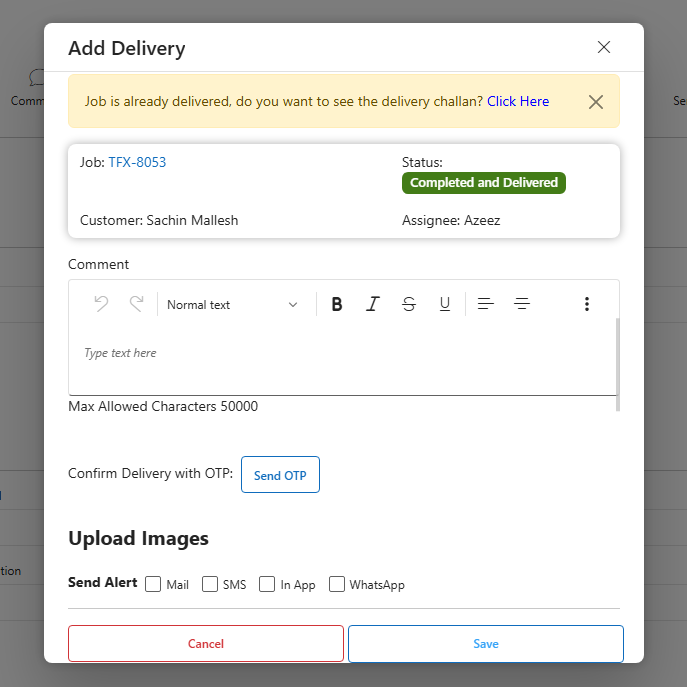 Add Delivery
Job is already delivered, do you want to see the delivery challan? Click Here
Job: TFX-8053
Status:
Completed and Delivered
Customer: Sachin Mallesh
Assignee: Azeez
Comment
Normal text
B I S U
Type text here
Max Allowed Characters 50000
Confirm Delivery with OTP: Send OTP
Upload Images
Send Alert Mail SMS In App WhatsApp
Cancel Save